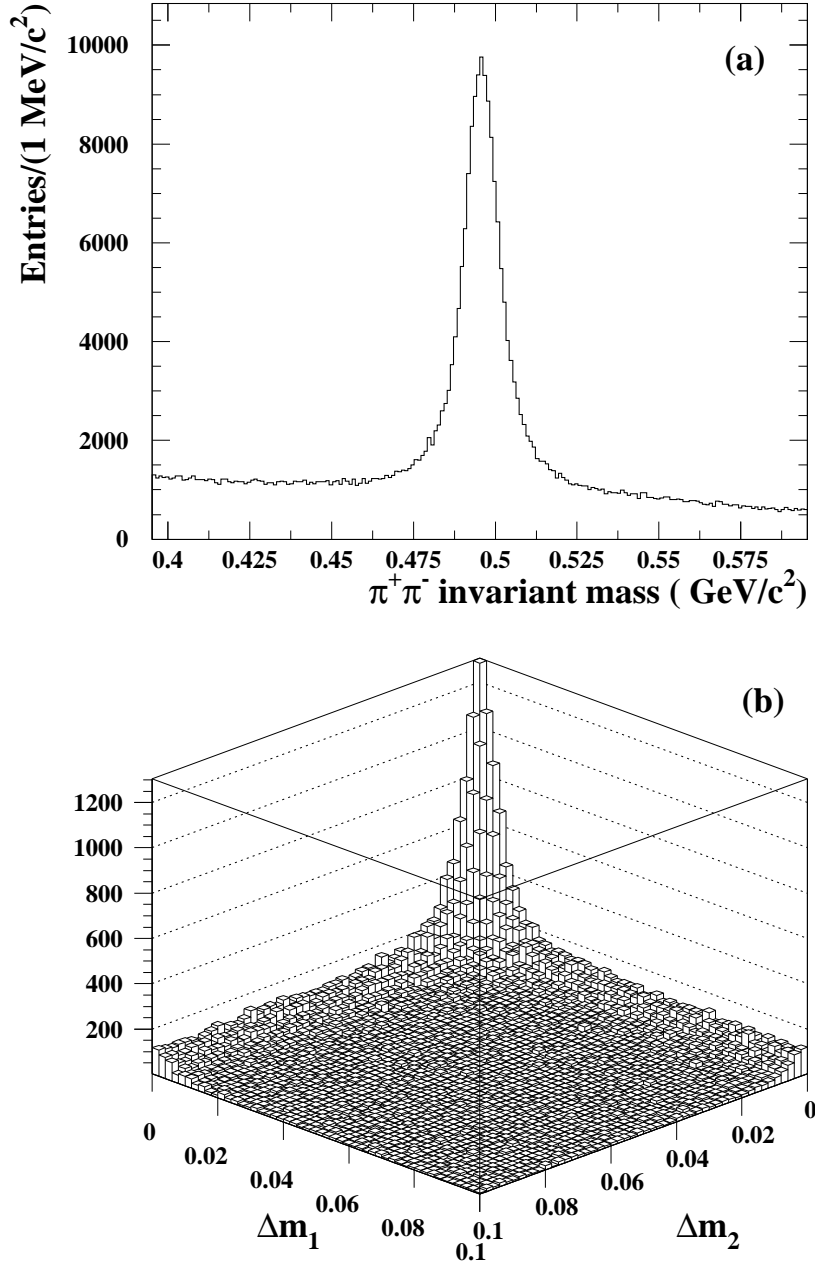 Entries/(1 MeV/c²)
(a)
10000
8000
6000
4000
2000
0
0.4 0.425 0.45 0.475 0.5 0.525 0.55 0.575
π⁺π⁻ invariant mass ( GeV/c²)
(b)
1200
1000
800
600
400
200
0 0.02 0.04 0.06 0.08 0.1
Δm₁
0.1 0.08 0.06 0.04 0.02 0
Δm₂